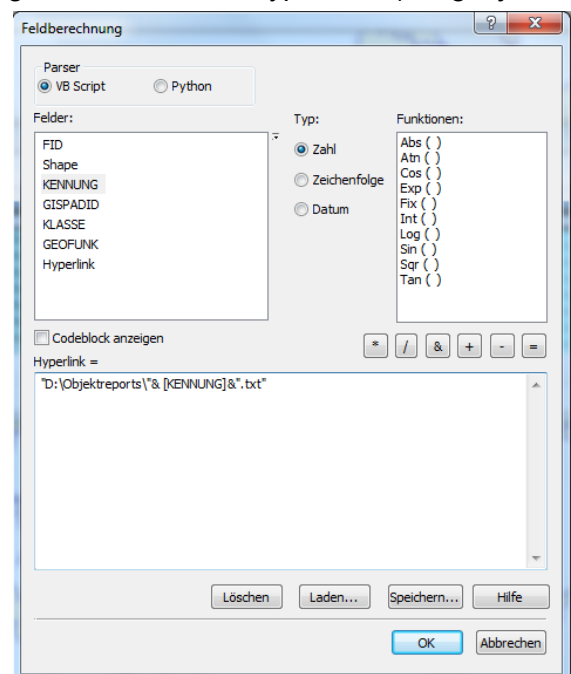 Feldberechnung
Parser
VB Script Python
Felder: Typ: Funktionen:
FID
Shape
KENNUNG
GISPADID
KLASSE
GEOFUNK
Hyperlink
Zahl
Zeichenfolge
Datum
Abs ( )
Atn ( )
Cos ( )
Exp ( )
Fix ( )
Int ( )
Log ( )
Sin ( )
Sqr ( )
Tan ( )
Codeblock anzeigen
* / & + - =
Hyperlink =
"D:\Objektreports\"& [KENNUNG]&".txt"
Löschen Laden... Speichern... Hilfe
OK Abbrechen